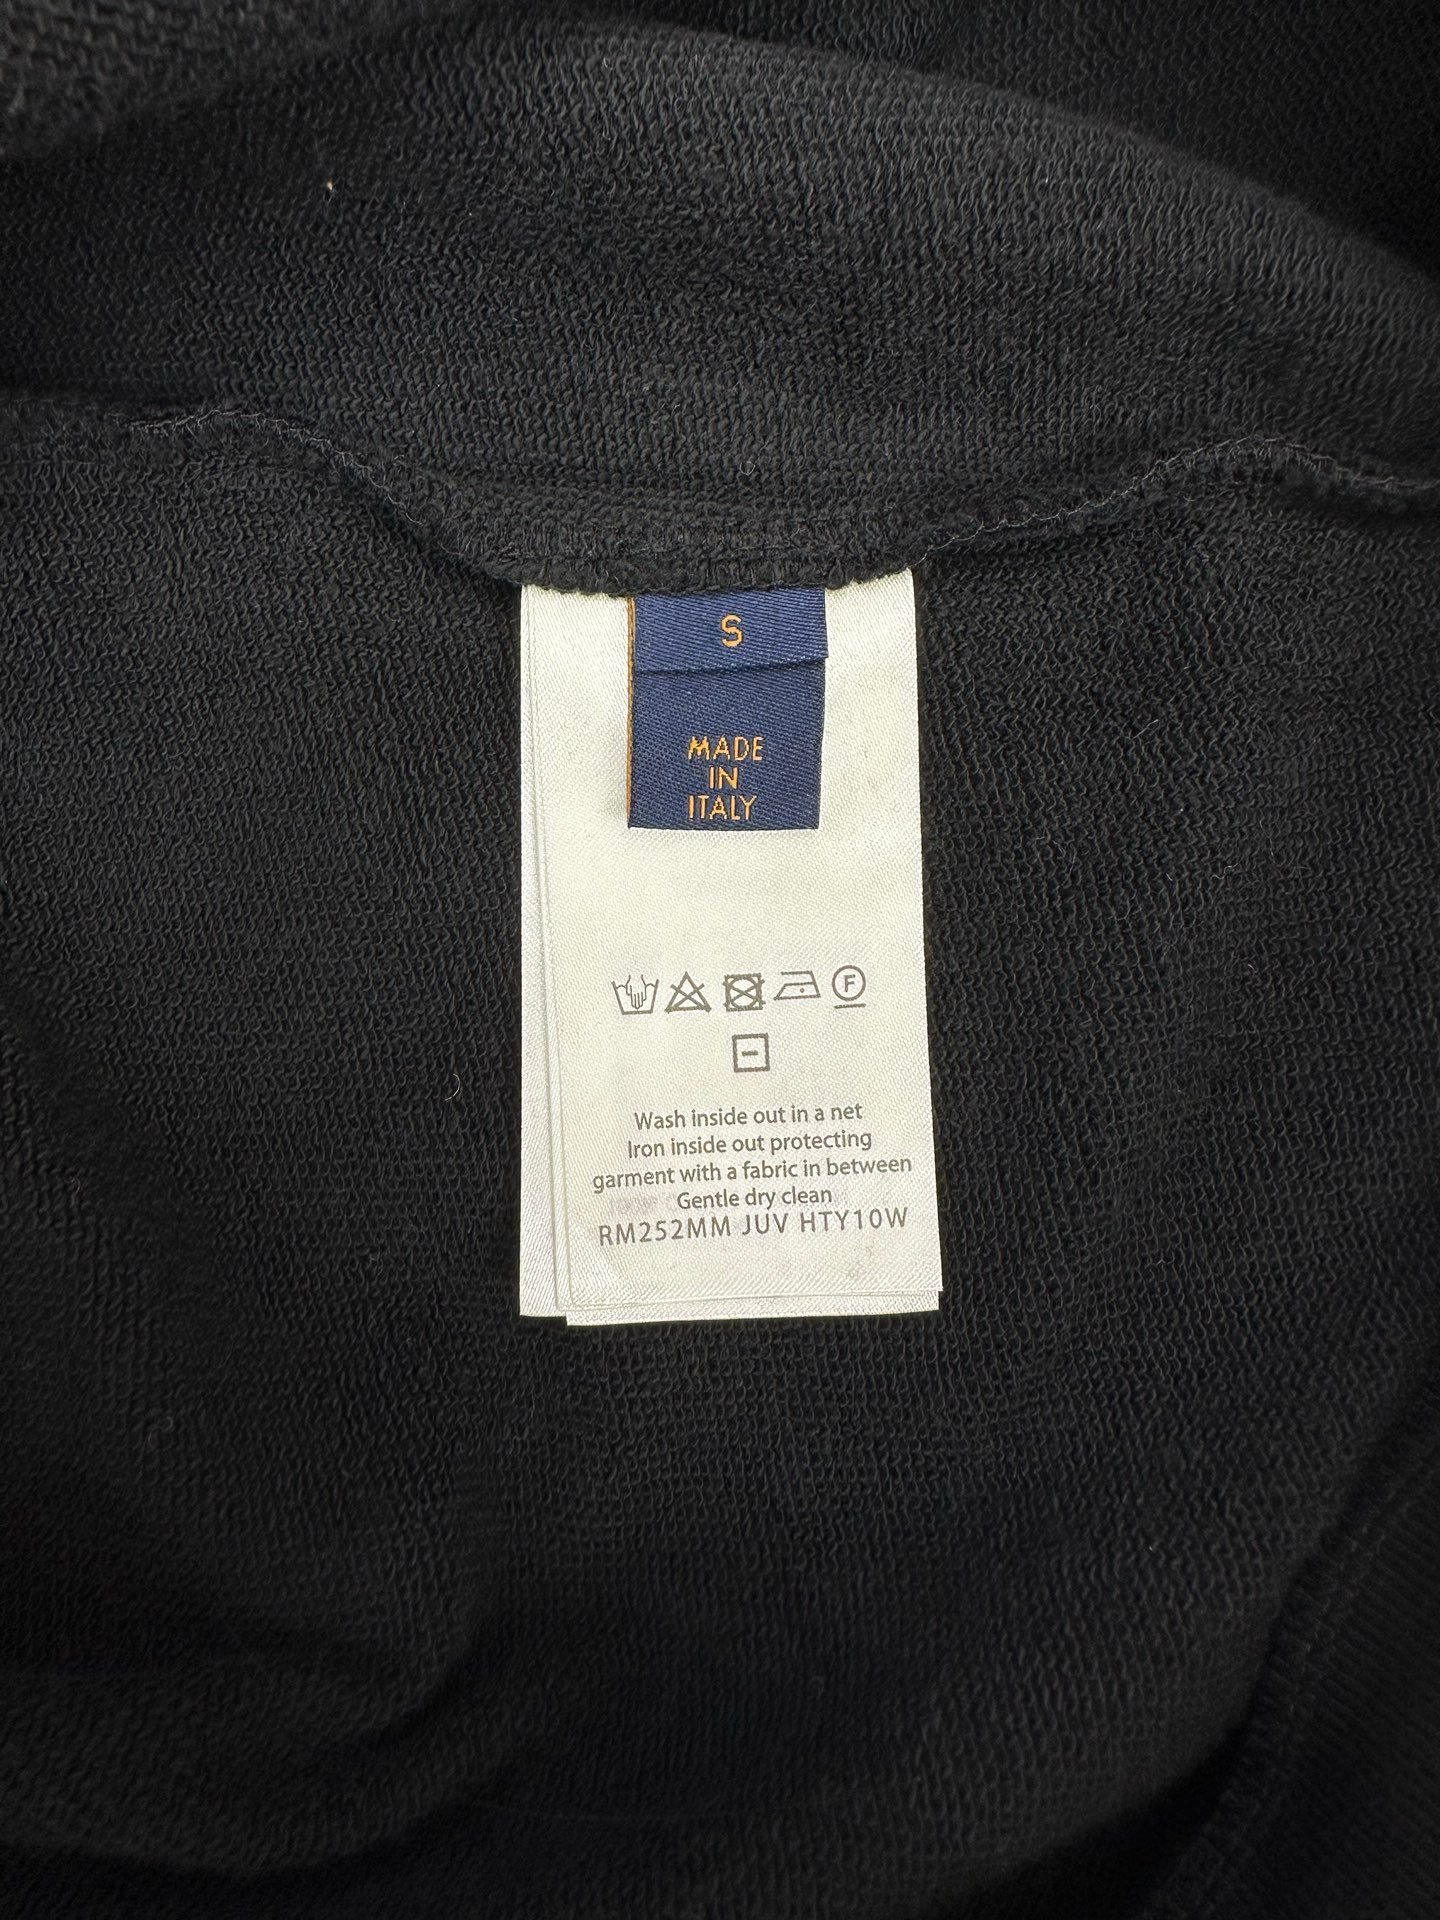 S
MADE
IN
ITALY
F
Wash inside out in a net
Iron inside out protecting
garment with a fabric in between
Gentle dry clean
RM252MM JUV HTY10W